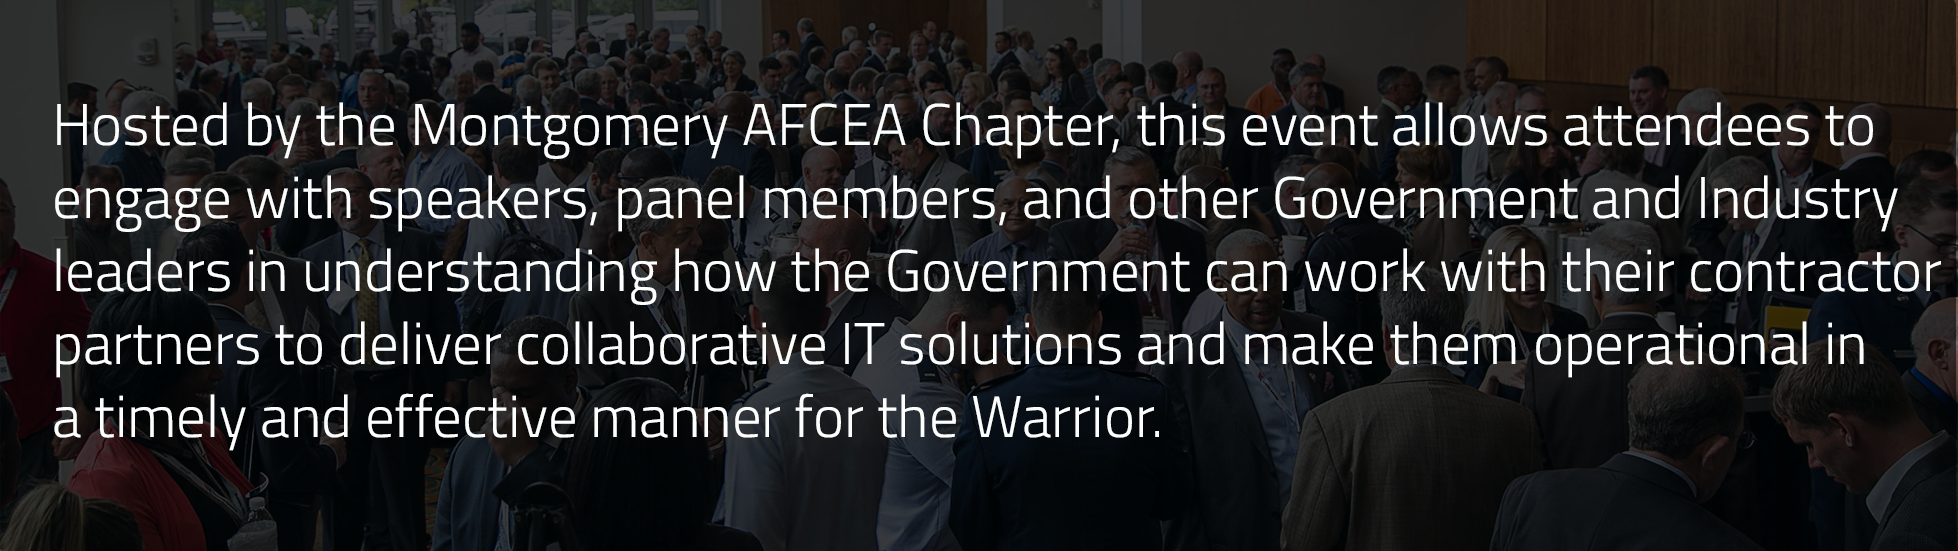 Hosted by the Montgomery AFCEA Chapter, this event allows attendees to
engage with speakers, panel members, and other Government and Industry
leaders in understanding how the Government can work with their contractor
partners to deliver collaborative IT solutions and make them operational in
a timely and effective manner for the Warrior.